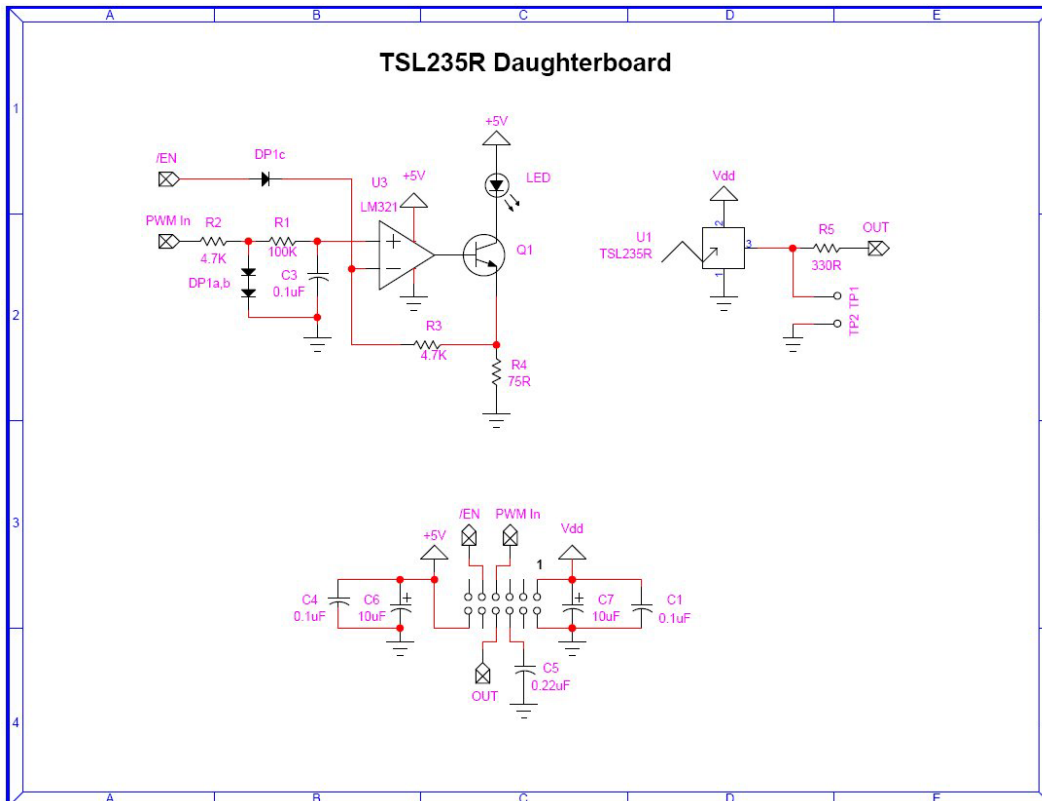 A B C D E
TSL235R Daughterboard
1
+5V
/EN
DP1c
LED
U3
+5V
LM321
Vdd
PWM In
R2
R1
4.7K
100K
Q1
U1
TSL235R
2
3
1
R5
330R
OUT
DP1a,b
C3
0.1uF
TP1
TP2
2
R3
4.7K
R4
75R
3
/EN
PWM In
+5V
Vdd
1
C4
0.1uF
C6
10uF
C7
10uF
C1
0.1uF
C5
0.22uF
OUT
4
A B C D E